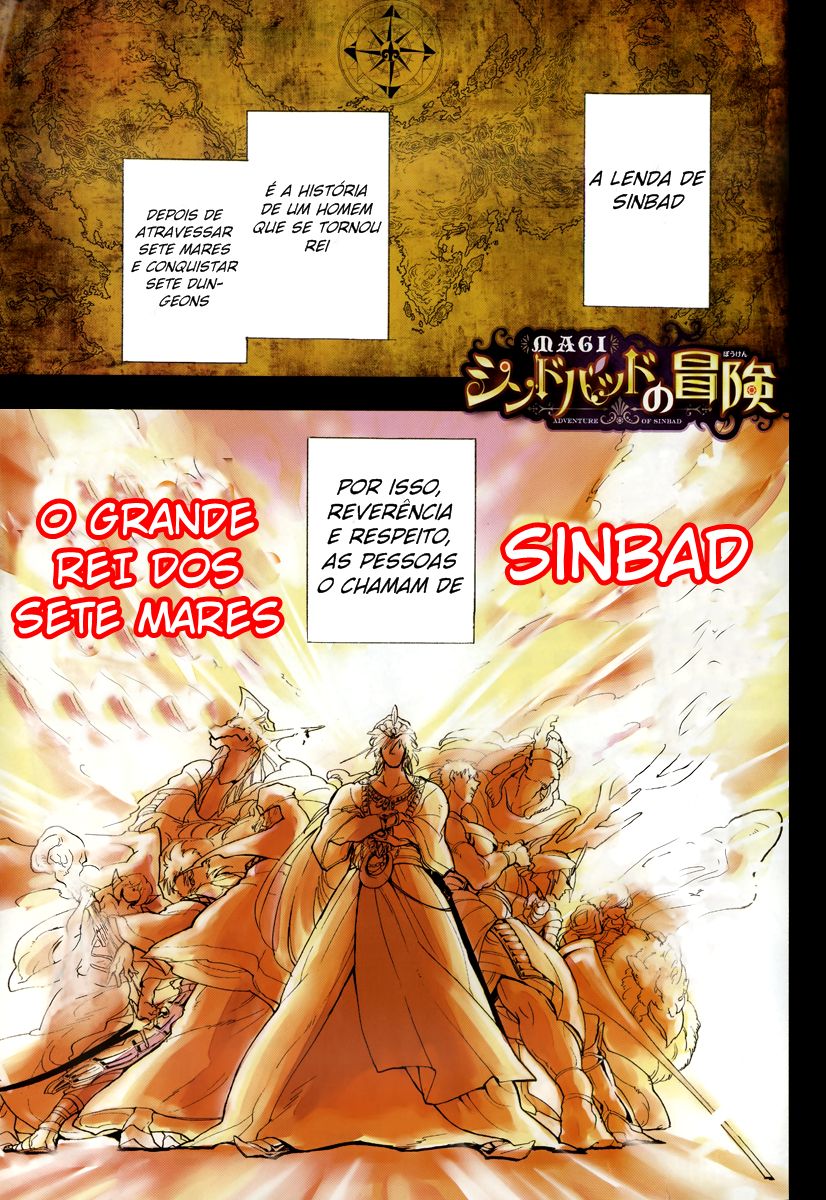 A LENDA DE
SINBAD
É A HISTÓRIA
DE UM HOMEM
QUE SE TORNOU
REI
DEPOIS DE
ATRAVESSAR
SETE MARES
E CONQUISTAR
SETE DUN-
GEONS
MAGI
ぼうけん
シンドバッドの冒険
ADVENTURE OF SINBAD
POR ISSO,
REVERÊNCIA
E RESPEITO,
AS PESSOAS
O CHAMAM DE
SINBAD
O GRANDE
REI DOS
SETE MARES